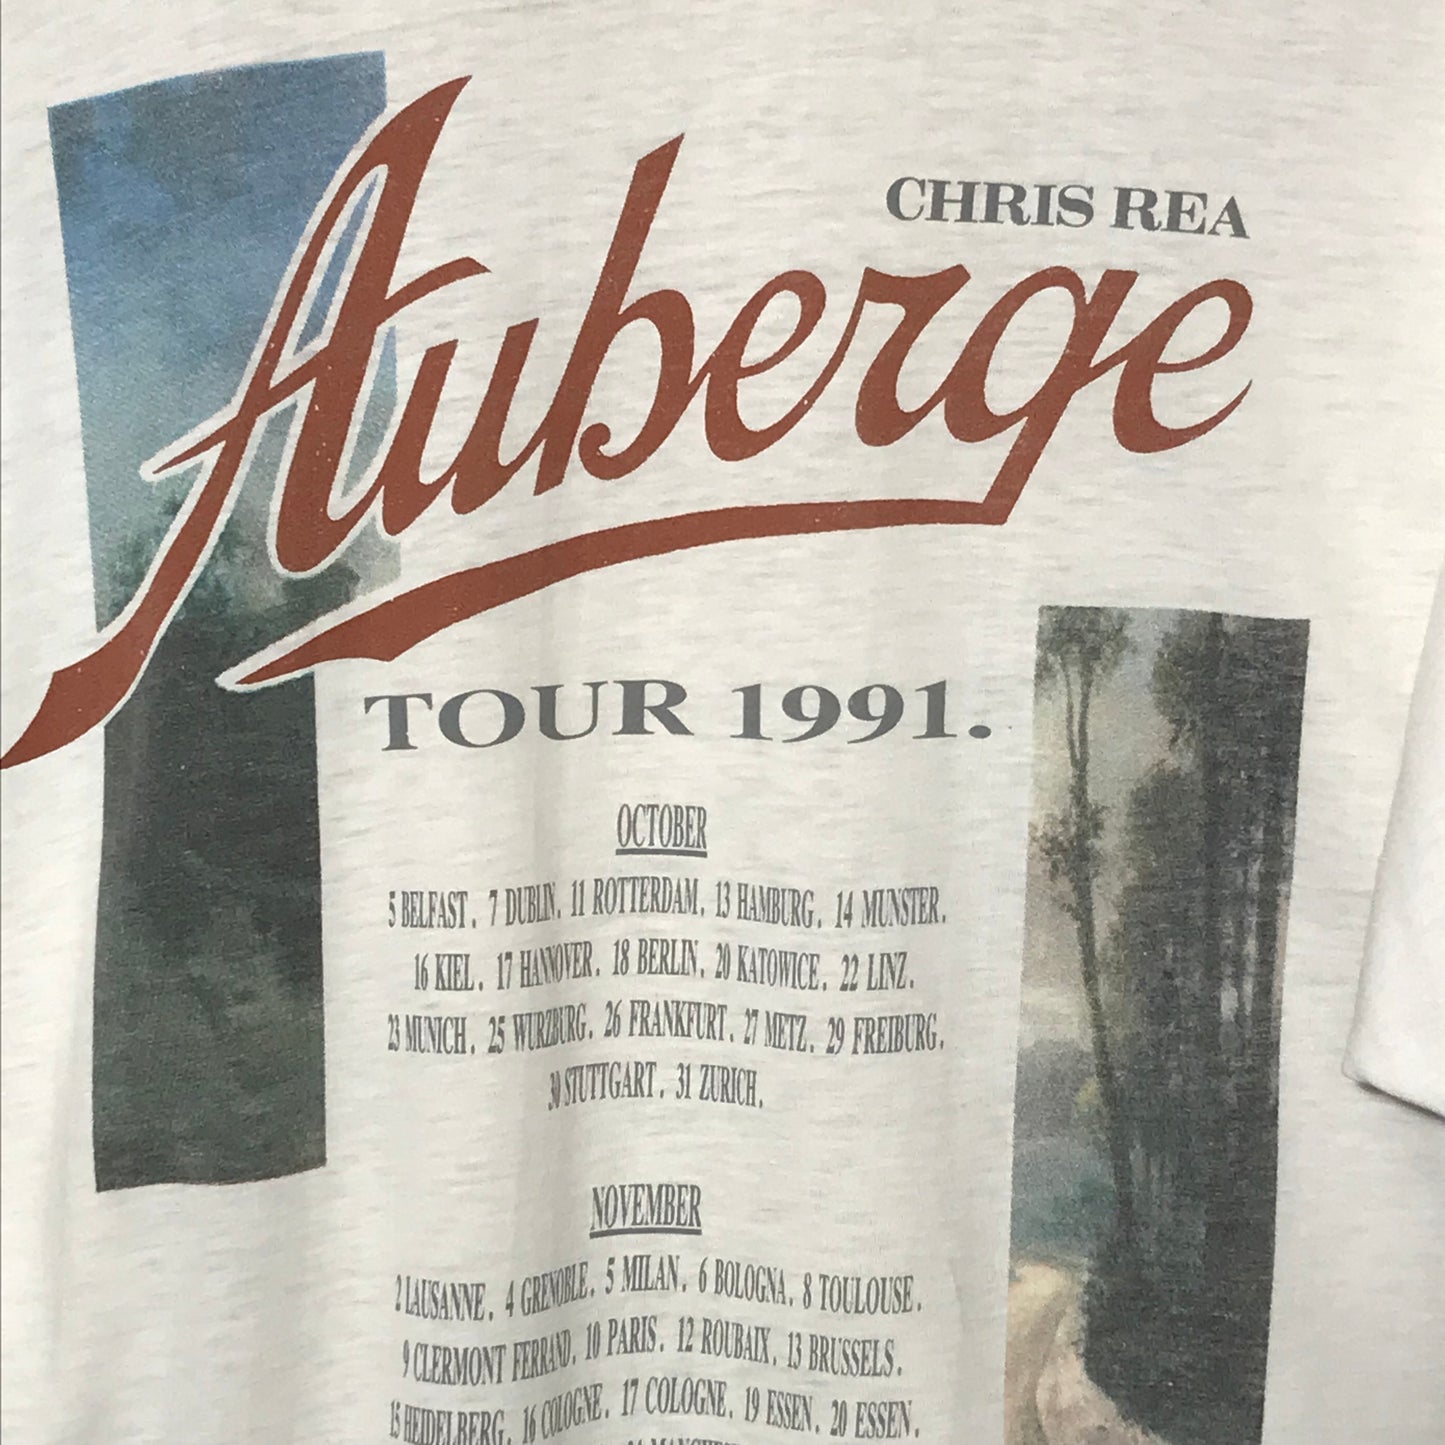 CHRIS REA
Auberge
TOUR 1991.
OCTOBER
5 BELFAST. 7 DUBLIN. 11 ROTTERDAM. 13 HAMBURG. 14 MUNSTER.
16 KIEL. 17 HANNOVER. 18 BERLIN. 20 KATOWICE. 22 LINZ.
23 MUNICH. 25 WURZBURG. 26 FRANKFURT. 27 METZ. 29 FREIBURG.
30 STUTTGART. 31 ZURICH.
NOVEMBER
2 LAUSANNE. 4 GRENOBLE. 5 MILAN. 6 BOLOGNA. 8 TOULOUSE.
9 CLERMONT FERRAND. 10 PARIS. 12 ROUBAIX. 13 BRUSSELS.
15 HEIDELBERG. 16 COLOGNE. 17 COLOGNE. 19 ESSEN. 20 ESSEN.